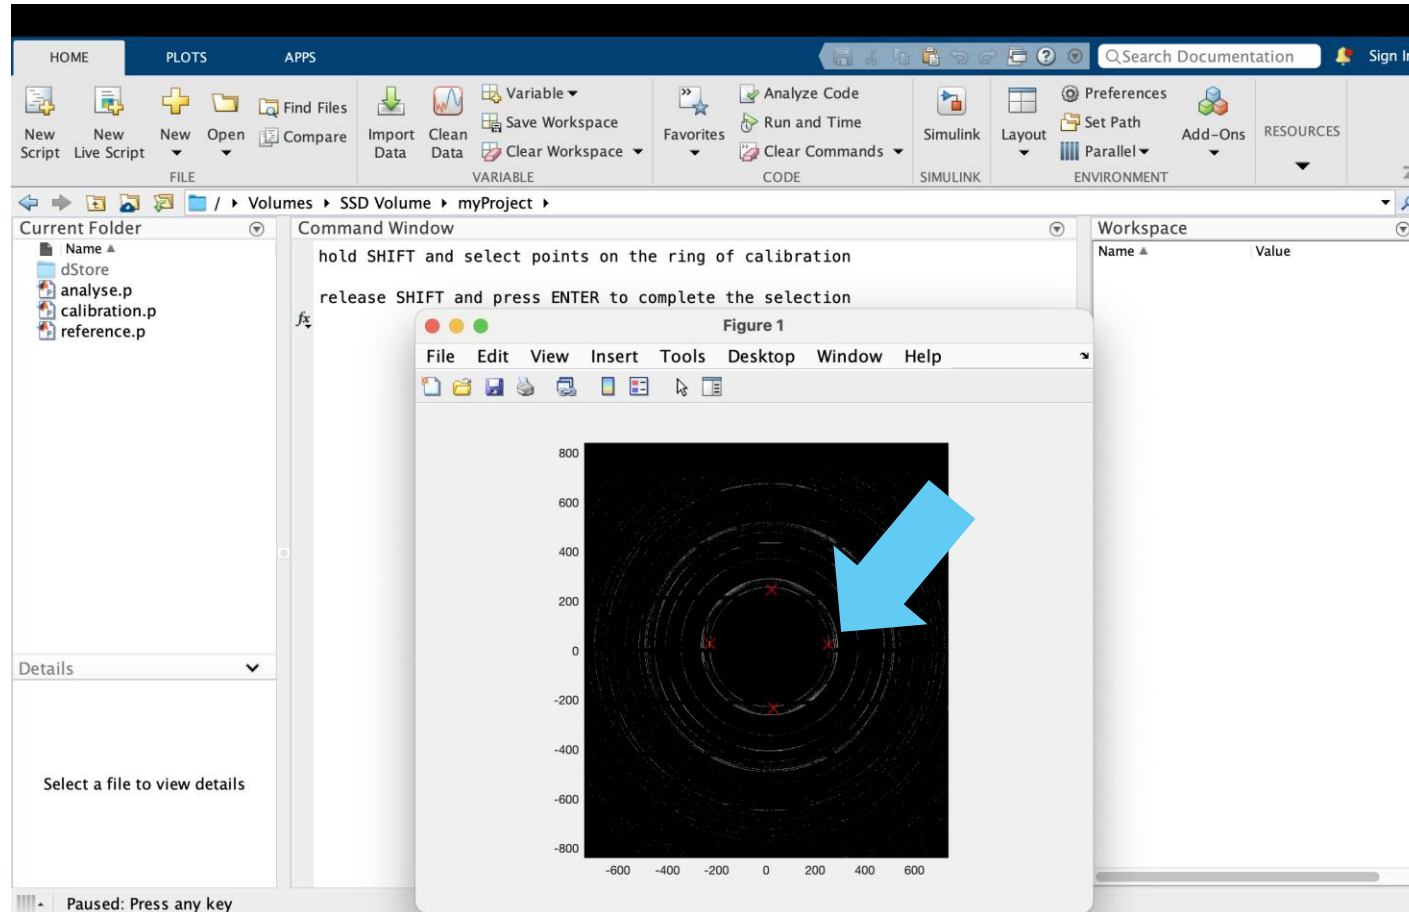 HOME PLOTS APPS
Search Documentation
Sign In
New Script
New Live Script
New
Open
Find Files
Compare
FILE
Import Data
Clean Data
Variable
Save Workspace
Clear Workspace
VARIABLE
Favorites
Analyze Code
Run and Time
Clear Commands
CODE
Simulink
SIMULINK
Layout
Preferences
Set Path
Parallel
Add-Ons
ENVIRONMENT
RESOURCES
/ Volumes SSD Volume myProject
Current Folder
Name
dStore
analyse.p
calibration.p
reference.p
Details
Select a file to view details
Command Window
hold SHIFT and select points on the ring of calibration
release SHIFT and press ENTER to complete the selection
fx
Workspace
Name Value
Figure 1
File Edit View Insert Tools Desktop Window Help
800
600
400
200
0
-200
-400
-600
-800
-600 -400 -200 0 200 400 600
Paused: Press any key